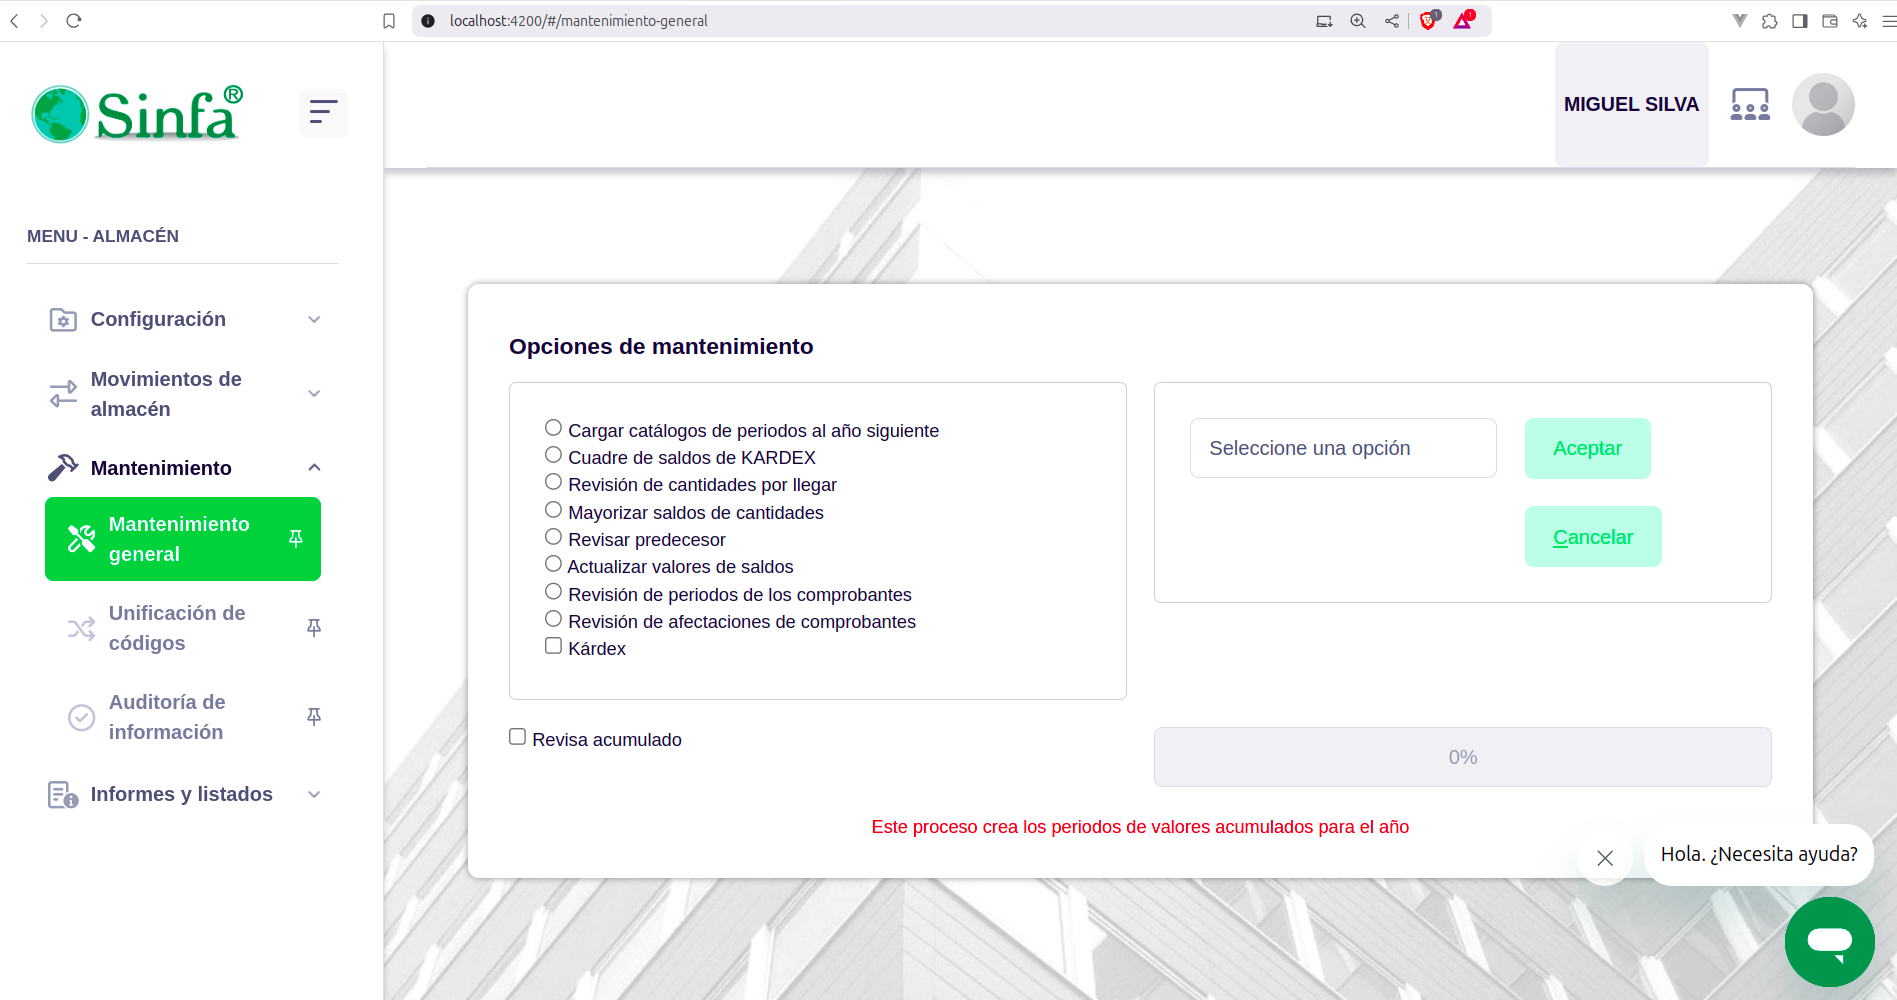 localhost:4200/#/mantenimiento-general
1
1
Sinfa®
MIGUEL SILVA
MENU - ALMACÉN
Configuración
Movimientos de
almacén
Mantenimiento
Mantenimiento
general
Unificación de
códigos
Auditoría de
información
Informes y listados
Opciones de mantenimiento
Cargar catálogos de periodos al año siguiente
Cuadre de saldos de KARDEX
Revisión de cantidades por llegar
Mayorizar saldos de cantidades
Revisar predecesor
Actualizar valores de saldos
Revisión de periodos de los comprobantes
Revisión de afectaciones de comprobantes
Kárdex
Seleccione una opción
Aceptar
Cancelar
Revisa acumulado
0%
Este proceso crea los periodos de valores acumulados para el año
Hola. ¿Necesita ayuda?